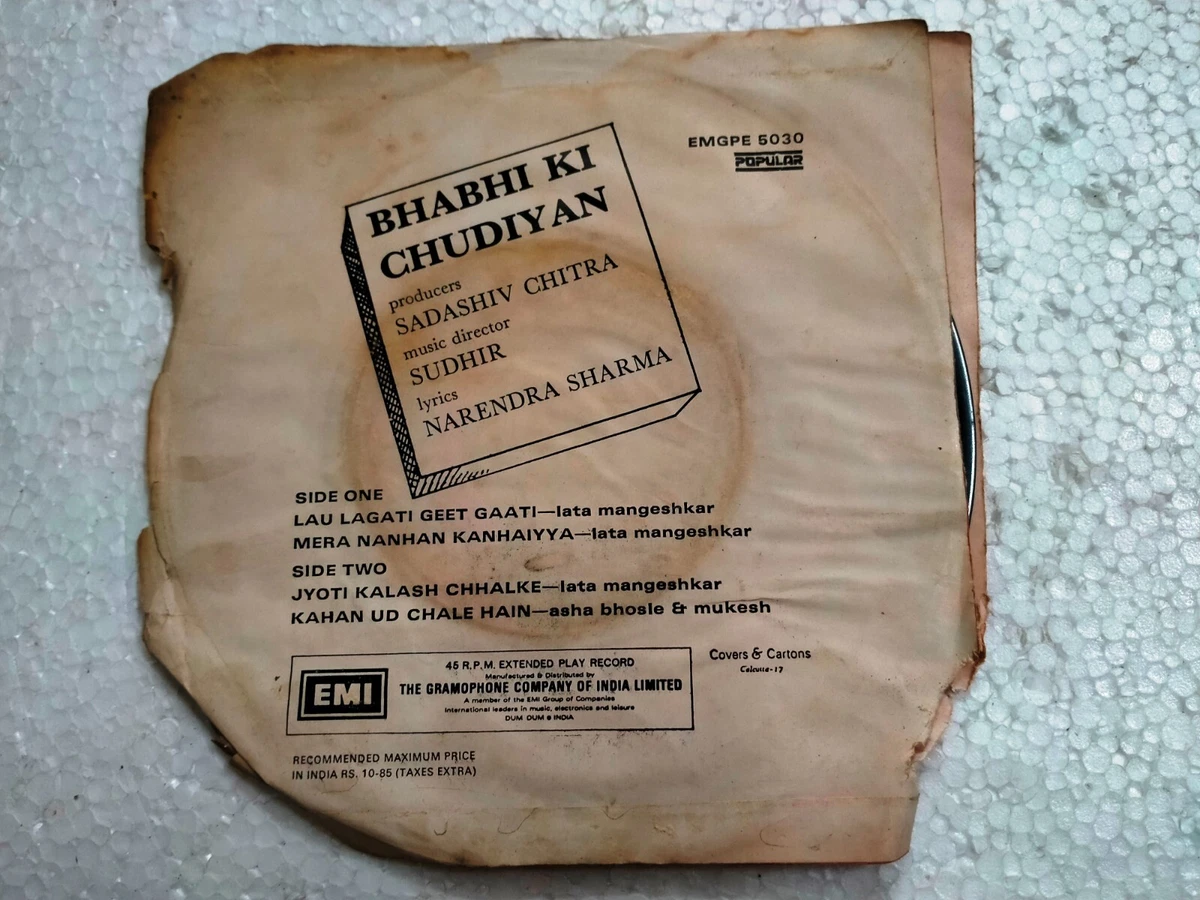 EMGPE 5030
POPULAR
BHABHI KI
CHUDIYAN
producers
SADASHIV CHITRA
music director
SUDHIR
lyrics
NARENDRA SHARMA
SIDE ONE
LAU LAGATI GEET GAATI—lata mangeshkar
MERA NANHAN KANHAIYYA—lata mangeshkar
SIDE TWO
JYOTI KALASH CHHALKE—lata mangeshkar
KAHAN UD CHALE HAIN—asha bhosle & mukesh
EMI
45 R.P.M. EXTENDED PLAY RECORD
Manufactured & Distributed by
THE GRAMOPHONE COMPANY OF INDIA LIMITED
A member of the EMI Group of Companies
International leaders in music, electronics and leisure
DUM DUM ● INDIA
Covers & Cartons
Calcutta-17
RECOMMENDED MAXIMUM PRICE
IN INDIA RS. 10-85 (TAXES EXTRA)